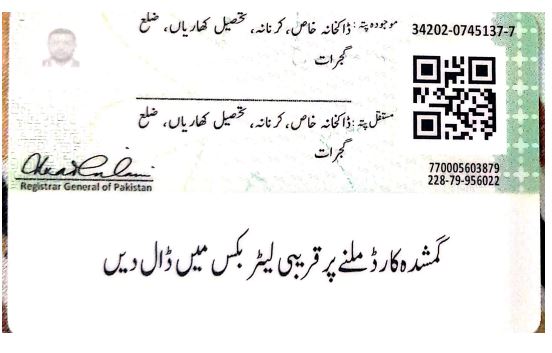 موجودہ پتہ: ڈاکخانہ خاص، کرنانہ، تحصیل کھاریاں، ضلع
گجرات
34202-0745137-7
مستقل پتہ: ڈاکخانہ خاص، کرنانہ، تحصیل کھاریاں، ضلع
گجرات
770005603879
228-79-956022
Registrar General of Pakistan
گمشدہ کارڈ ملنے پر قریبی لیٹر بکس میں ڈال دیں